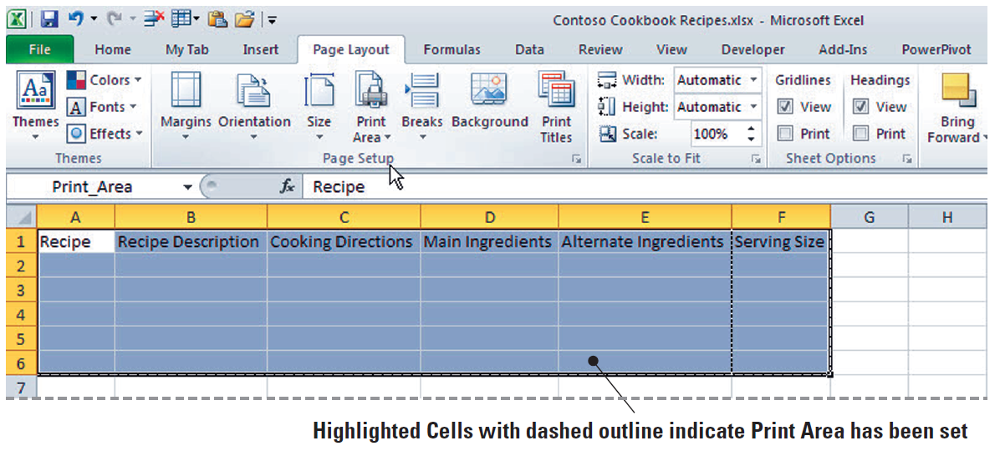 Contoso Cookbook Recipes.xlsx - Microsoft Excel
File Home My Tab Insert Page Layout Formulas Data Review View Developer Add-Ins PowerPivot
Aa Themes
Colors
A Fonts
Effects
Themes
Margins Orientation Size Print Area Breaks Background Print Titles
Page Setup
Width: Automatic
Height: Automatic
Scale: 100%
Scale to Fit
Gridlines Headings
View View
Print Print
Sheet Options
Bring Forward
Print_Area fx Recipe
A B C D E F G H
1 Recipe Recipe Description Cooking Directions Main Ingredients Alternate Ingredients Serving Size
2
3
4
5
6
7
Highlighted Cells with dashed outline indicate Print Area has been set